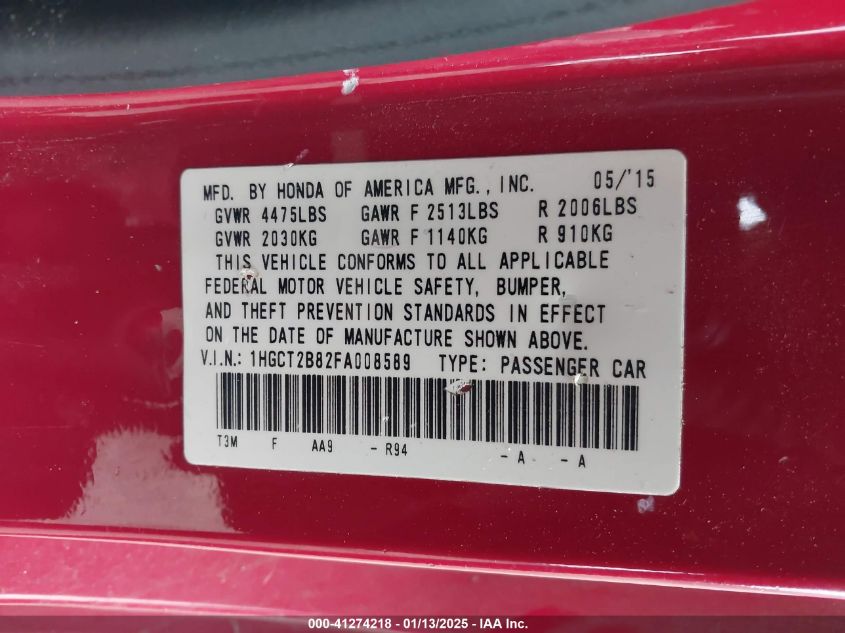 MFD. BY HONDA OF AMERICA MFG., INC. 05/'15
GVWR 4475LBS GAWR F 2513LBS R 2006LBS
GVWR 2030KG GAWR F 1140KG R 910KG
THIS VEHICLE CONFORMS TO ALL APPLICABLE
FEDERAL MOTOR VEHICLE SAFETY, BUMPER,
AND THEFT PREVENTION STANDARDS IN EFFECT
ON THE DATE OF MANUFACTURE SHOWN ABOVE.
V.I.N.: 1HGCT2B82FA008589 TYPE: PASSENGER CAR
T3M F AA9 - R94 - A - A
000-41274218 - 01/13/2025 - IAA Inc.